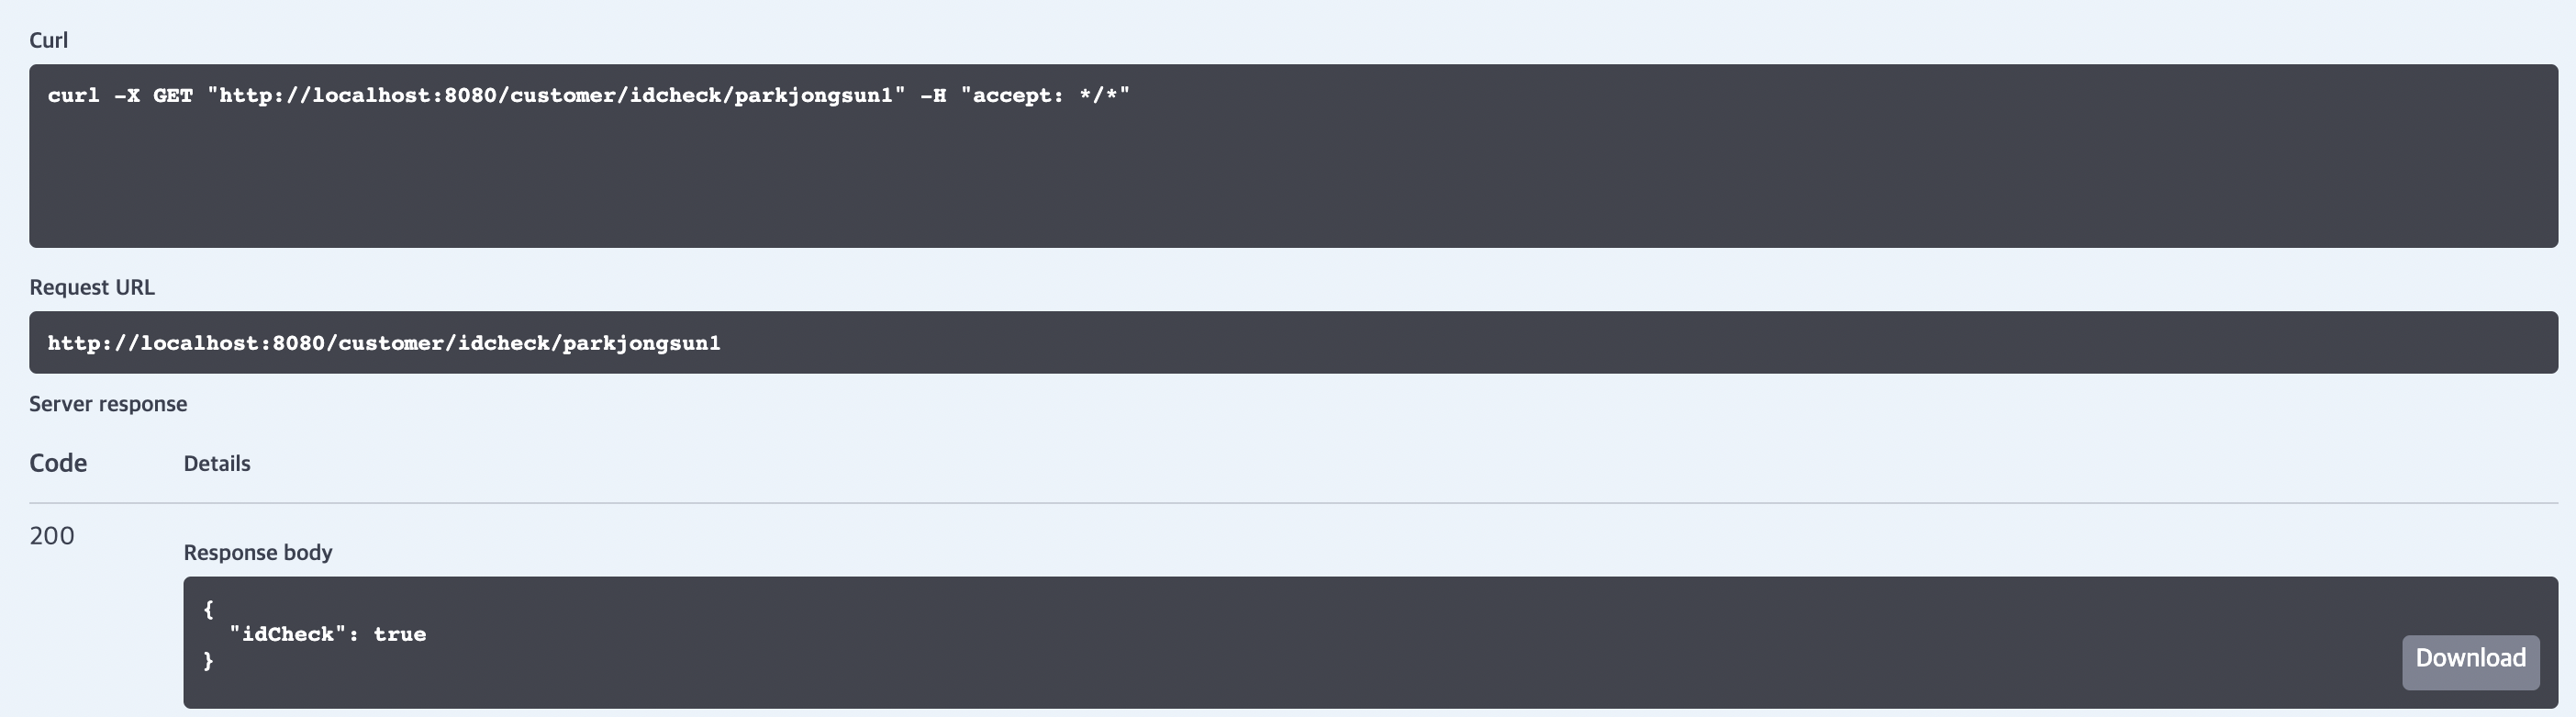 Curl
curl -X GET "http://localhost:8080/customer/idcheck/parkjongsun1" -H "accept: */*"
Request URL
http://localhost:8080/customer/idcheck/parkjongsun1
Server response
Code Details
200
Response body
{
  "idCheck": true
}
Download